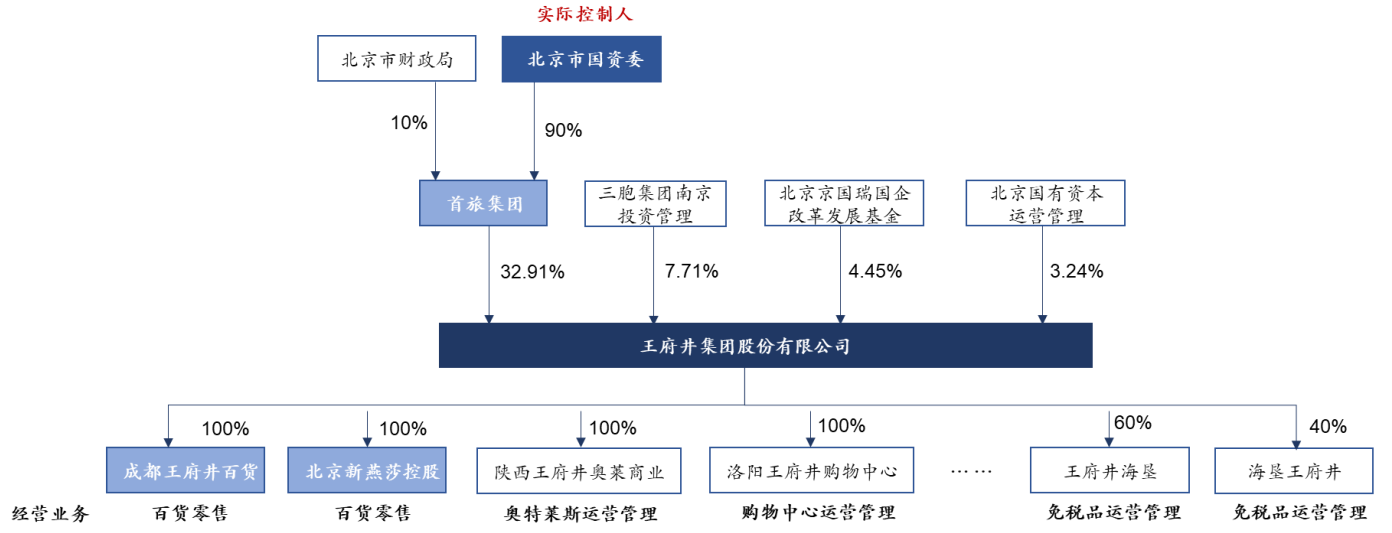 实际控制人
北京市财政局
北京市国资委
10%
90%
首旅集团
三胞集团南京
投资管理
北京京国瑞国企
改革发展基金
北京国有资本
运营管理
32.91%
7.71%
4.45%
3.24%
王府井集团股份有限公司
100%
100%
100%
100%
60%
40%
成都王府井百货
北京新燕莎控股
陕西王府井奥莱商业
洛阳王府井购物中心
……
王府井海垦
海垦王府井
经营业务
百货零售
百货零售
奥特莱斯运营管理
购物中心运营管理
免税品运营管理
免税品运营管理